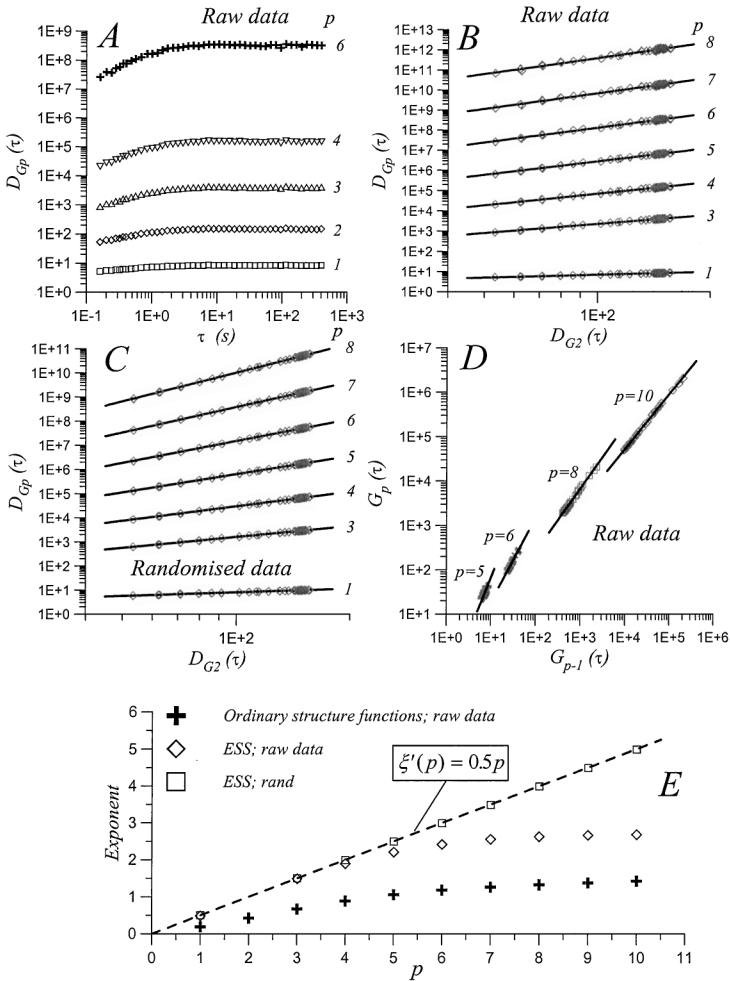 A
Raw data
p
1E+9
1E+8
1E+7
1E+6
1E+5
1E+4
1E+3
1E+2
1E+1
1E+0
D_Gp (τ)
6
4
3
2
1
1E-1 1E+0 1E+1 1E+2 1E+3
τ (s)
B
Raw data
p
1E+13
1E+12
1E+11
1E+10
1E+9
1E+8
1E+7
1E+6
1E+5
1E+4
1E+3
1E+2
1E+1
1E+0
D_Gp (τ)
8
7
6
5
4
3
1
1E+2
D_G2 (τ)
C
p
1E+11
1E+10
1E+9
1E+8
1E+7
1E+6
1E+5
1E+4
1E+3
1E+2
1E+1
1E+0
D_Gp (τ)
8
7
6
5
4
3
1
Randomised data
1E+2
D_G2 (τ)
D
1E+7
1E+6
1E+5
1E+4
1E+3
1E+2
1E+1
G_p (τ)
p=10
p=8
p=6
p=5
Raw data
1E+0 1E+1 1E+2 1E+3 1E+4 1E+5 1E+6
G_p-1 (τ)
6
5
4
3
2
1
0
Exponent
Ordinary structure functions; raw data
ESS; raw data
ESS; rand
ξ′(p) = 0.5p
E
0 1 2 3 4 5 6 7 8 9 10 11
p